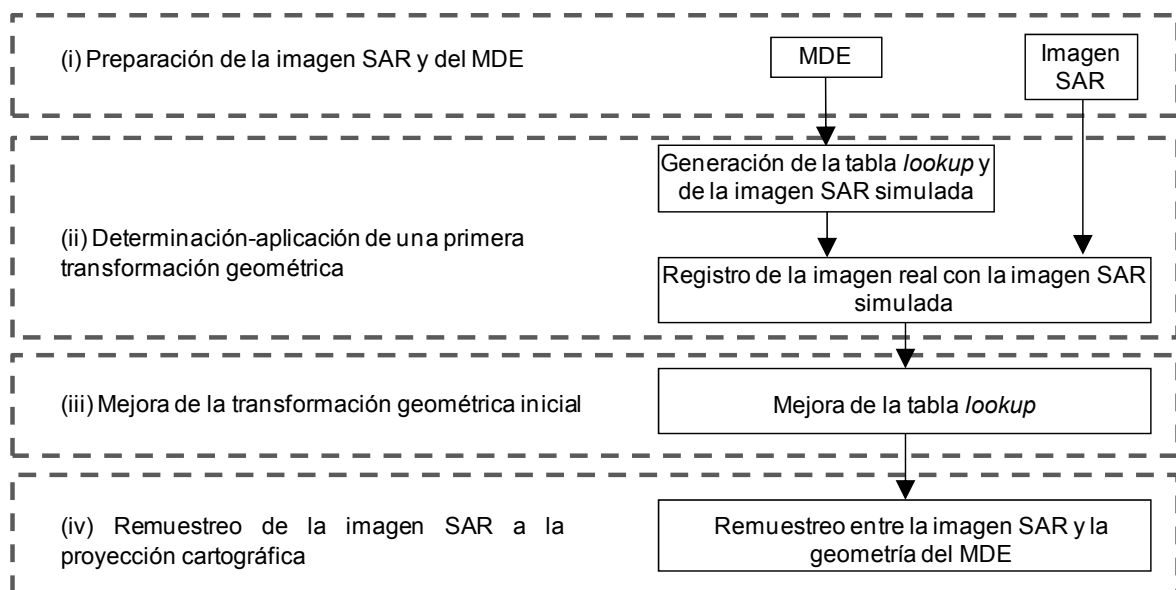 (i) Preparación de la imagen SAR y del MDE
MDE
Imagen
SAR
Generación de la tabla lookup y
de la imagen SAR simulada
(ii) Determinación-aplicación de una primera
transformación geométrica
Registro de la imagen real con la imagen SAR
simulada
(iii) Mejora de la transformación geométrica inicial
Mejora de la tabla lookup
(iv) Remuestreo de la imagen SAR a la
proyección cartográfica
Remuestreo entre la imagen SAR y la
geometría del MDE